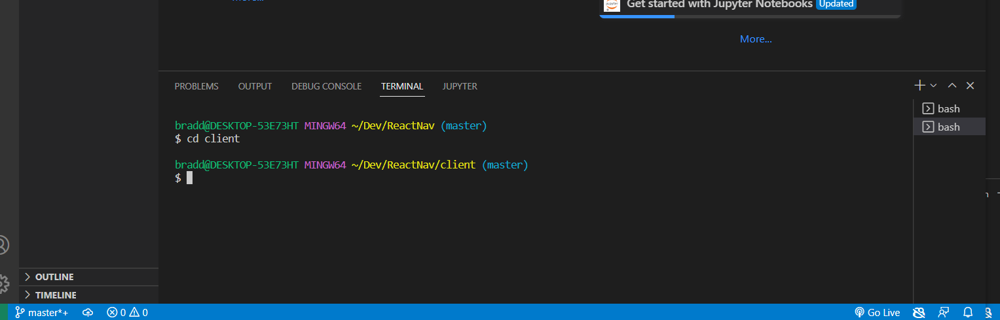 More...
jupyter
Get started with Jupyter Notebooks Updated
More...
PROBLEMS OUTPUT DEBUG CONSOLE TERMINAL JUPYTER
bash
bash
bradd@DESKTOP-53E73HT MINGW64 ~/Dev/ReactNav (master)
$ cd client
bradd@DESKTOP-53E73HT MINGW64 ~/Dev/ReactNav/client (master)
$
OUTLINE
TIMELINE
master*+ 0 0 Go Live